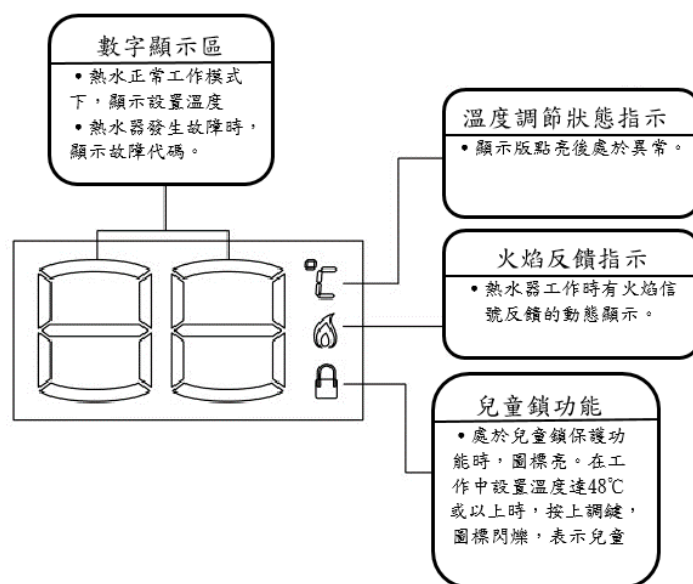 數字顯示區
•熱水正常工作模式
下，顯示設置溫度
•熱水器發生故障時，
顯示故障代碼。
溫度調節狀態指示
•顯示版點亮後處於異常。
火焰反饋指示
•熱水器工作時有火焰信
號反饋的動態顯示。
°C
兒童鎖功能
•處於兒童鎖保護功
能時，圖標亮。在工
作中設置溫度達48℃
或以上時，按上調鍵，
圖標閃爍，表示兒童